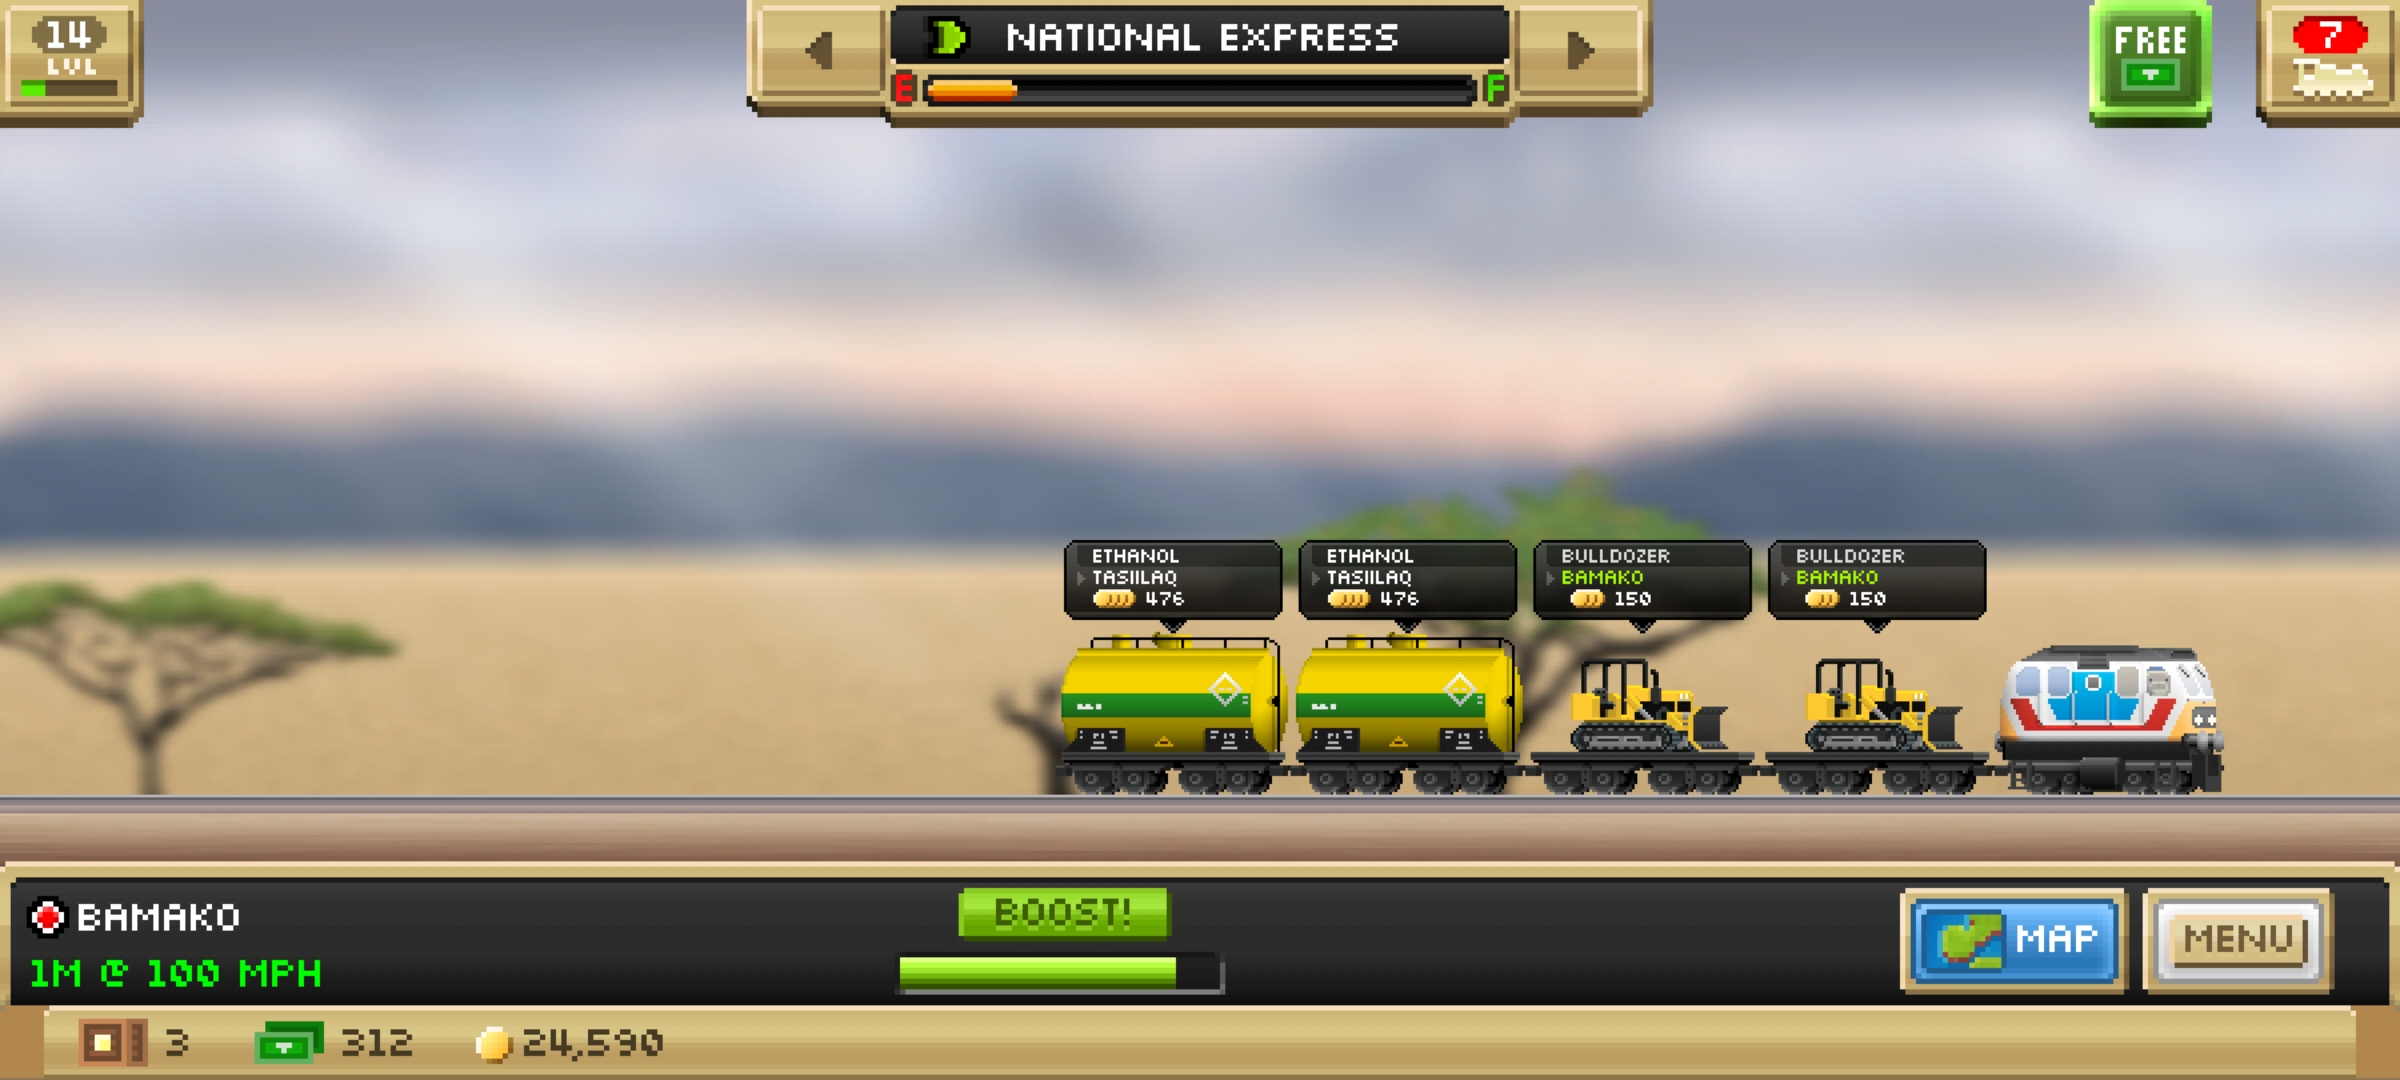 14
LVL
NATIONAL EXPRESS
E
F
FREE
7
ETHANOL
TASIILAQ
476
ETHANOL
TASIILAQ
476
BULLDOZER
BAMAKO
150
BULLDOZER
BAMAKO
150
BAMAKO
1M @ 100 MPH
BOOST!
MAP
MENU
3
312
24,590